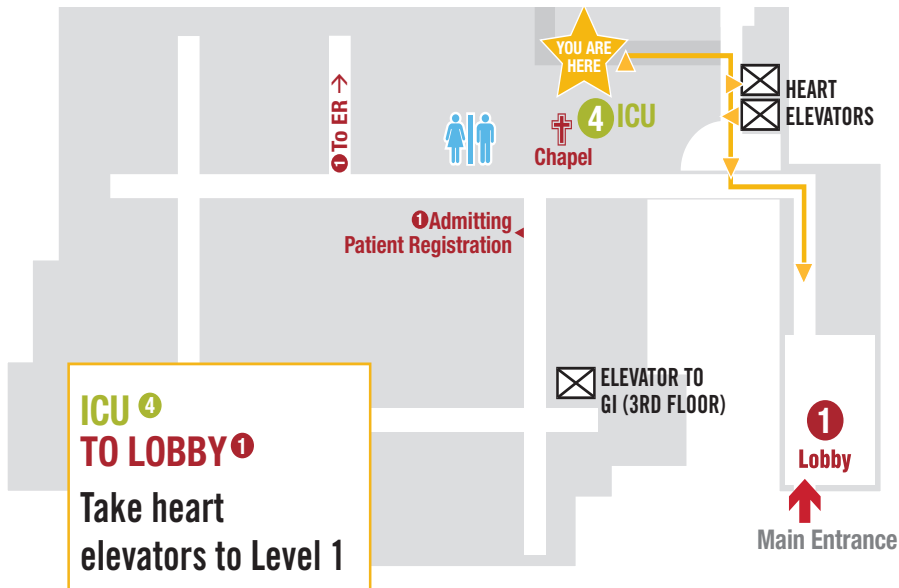 YOU ARE
HERE
HEART
ELEVATORS
1 To ER →
4 ICU
Chapel
1 Admitting
Patient Registration
ELEVATOR TO
GI (3RD FLOOR)
ICU 4
TO LOBBY 1
Take heart
elevators to Level 1
1
Lobby
Main Entrance